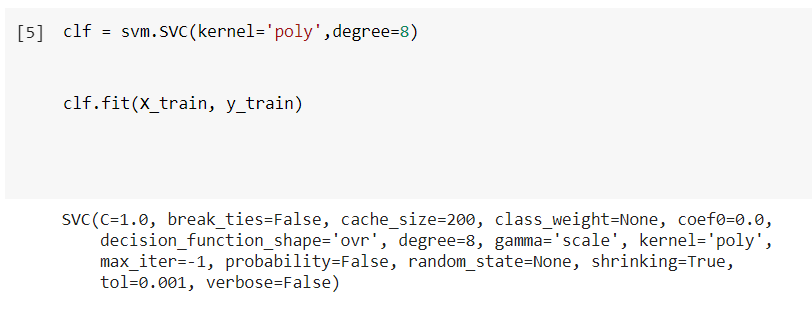 [5] clf = svm.SVC(kernel='poly',degree=8)
clf.fit(X_train, y_train)
SVC(C=1.0, break_ties=False, cache_size=200, class_weight=None, coef0=0.0,
decision_function_shape='ovr', degree=8, gamma='scale', kernel='poly',
max_iter=-1, probability=False, random_state=None, shrinking=True,
tol=0.001, verbose=False)